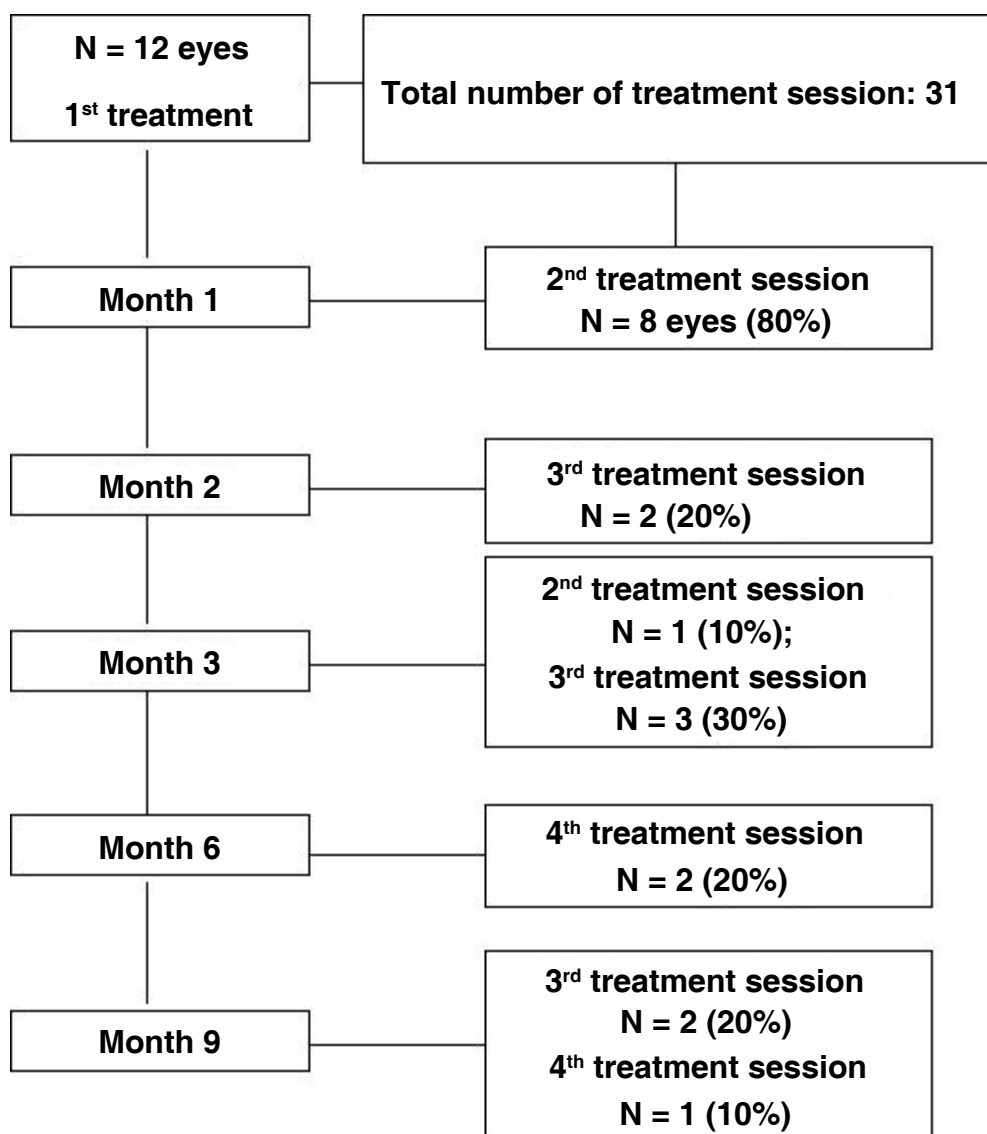 N = 12 eyes
1st treatment
Total number of treatment session: 31
Month 1
2nd treatment session
N = 8 eyes (80%)
Month 2
3rd treatment session
N = 2 (20%)
Month 3
2nd treatment session
N = 1 (10%);
3rd treatment session
N = 3 (30%)
Month 6
4th treatment session
N = 2 (20%)
Month 9
3rd treatment session
N = 2 (20%)
4th treatment session
N = 1 (10%)